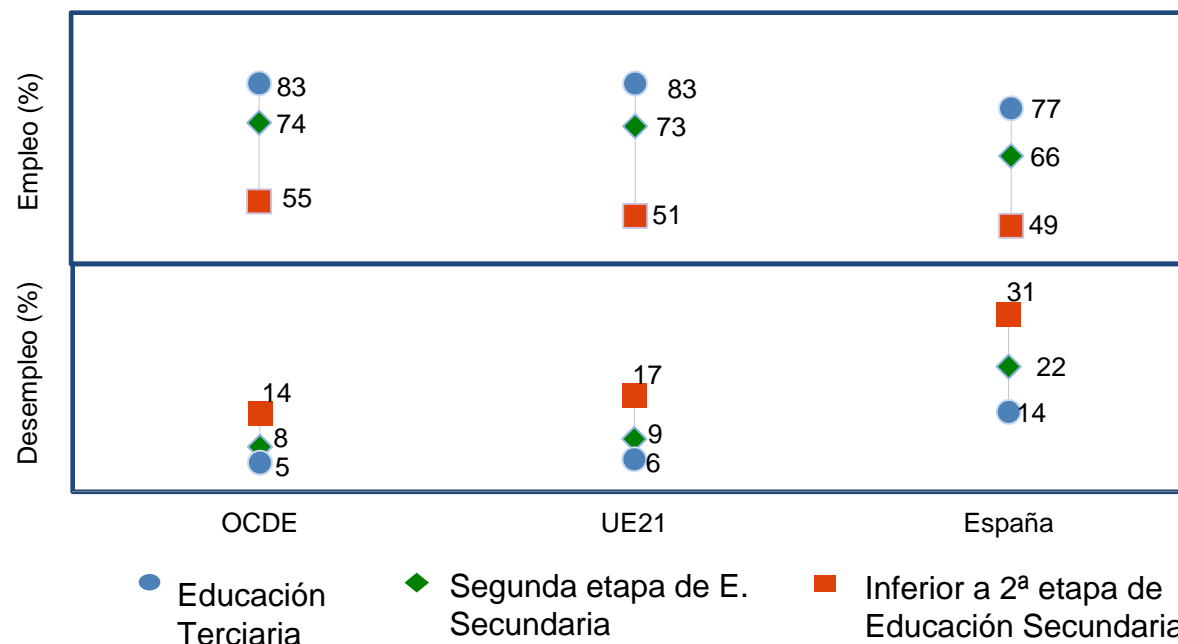 Empleo (%)
83
83
77
74
73
66
55
51
49
Desempleo (%)
31
14
17
22
8
9
14
5
6
OCDE
UE21
España
Educación
Terciaria
Segunda etapa de E.
Secundaria
Inferior a 2ª etapa de
Educación Secundaria